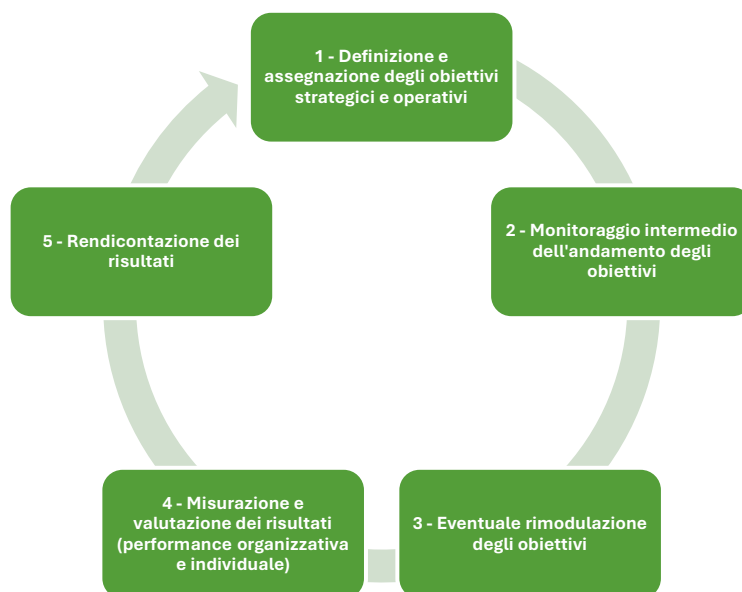 1 - Definizione e
assegnazione degli obiettivi
strategici e operativi
2 - Monitoraggio intermedio
dell'andamento degli
obiettivi
3 - Eventuale rimodulazione
degli obiettivi
4 - Misurazione e
valutazione dei risultati
(performance organizzativa
e individuale)
5 - Rendicontazione dei
risultati